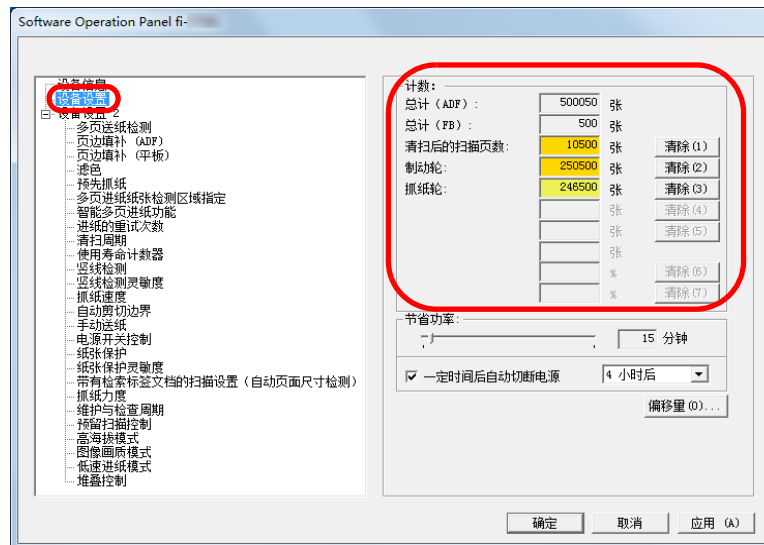 Software Operation Panel fi-
设备信息
设备设置
设备设置 2
多页送纸检测
页边填补 (ADF)
页边填补 (平板)
滤色
预先抓纸
多页进纸纸张检测区域指定
智能多页进纸功能
进纸的重试次数
清扫周期
使用寿命计数器
竖线检测
竖线检测灵敏度
抓纸速度
自动剪切边界
手动送纸
电源开关控制
纸张保护
纸张保护灵敏度
带有检索标签文档的扫描设置(自动页面尺寸检测)
抓纸力度
维护与检查周期
预留扫描控制
高海拔模式
图像画质模式
低速进纸模式
堆叠控制
计数:
总计(ADF): 500050 张
总计(FB): 500 张
清扫后的扫描页数: 10500 张 清除(1)
制动轮: 250500 张 清除(2)
抓纸轮: 246500 张 清除(3)
张 清除(4)
张 清除(5)
张
% 清除(6)
% 清除(7)
节省功率:
15 分钟
一定时间后自动切断电源 4 小时后
偏移量(O)...
确定 取消 应用 (A)